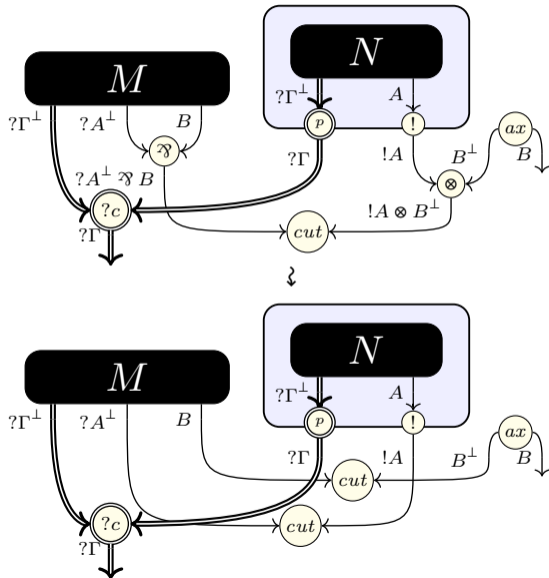 M N
?Γ⊥ A
?Γ⊥ ?A⊥ B p !
⅋ ax
?Γ !A B⊥ B
?A⊥ ⅋ B ⊗
?c
?Γ cut !A ⊗ B⊥
⤳
M N
?Γ⊥ A
?Γ⊥ ?A⊥ B p !
ax
?Γ !A B⊥ B
cut
?c cut
?Γ